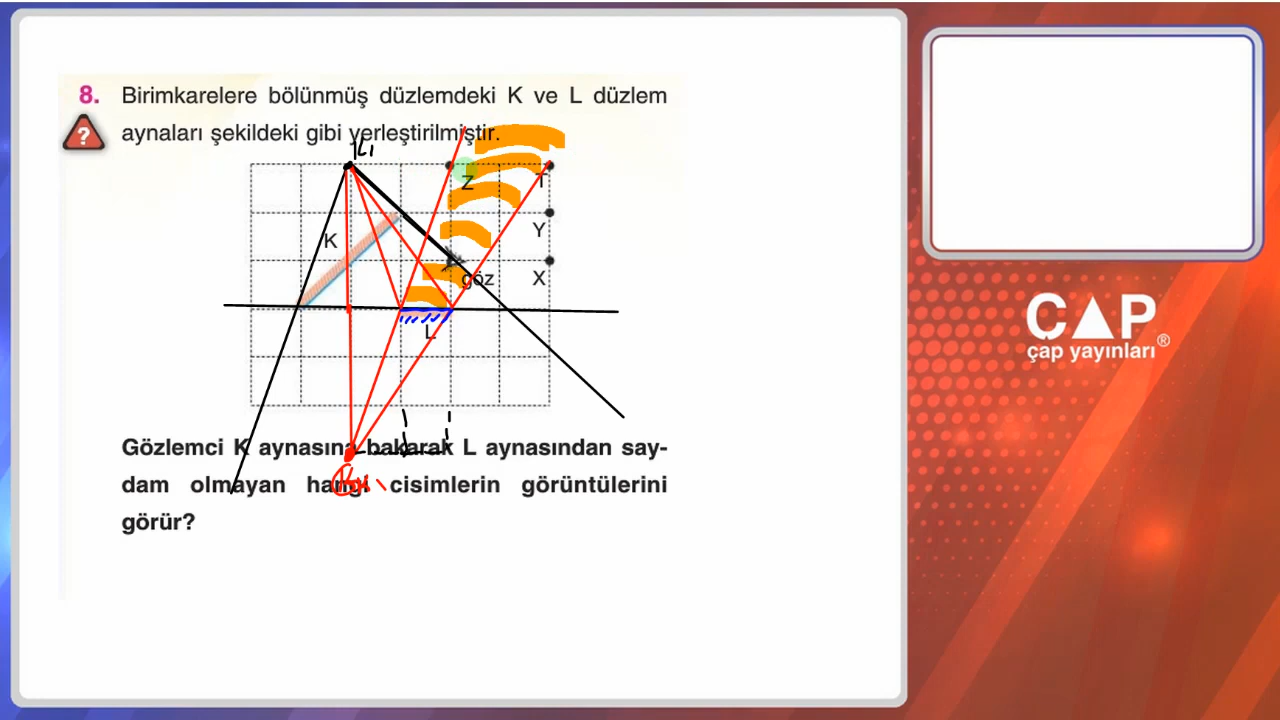 8. Birimkarelere bölünmüş düzlemdeki K ve L düzlem
aynaları şekildeki gibi yerleştirilmiştir.
Z
T
K
Y
göz
X
L
Gözlemci K aynasına bakarak L aynasından say-
dam olmayan hangi cisimlerin görüntülerini
görür?
ÇAP
çap yayınları®